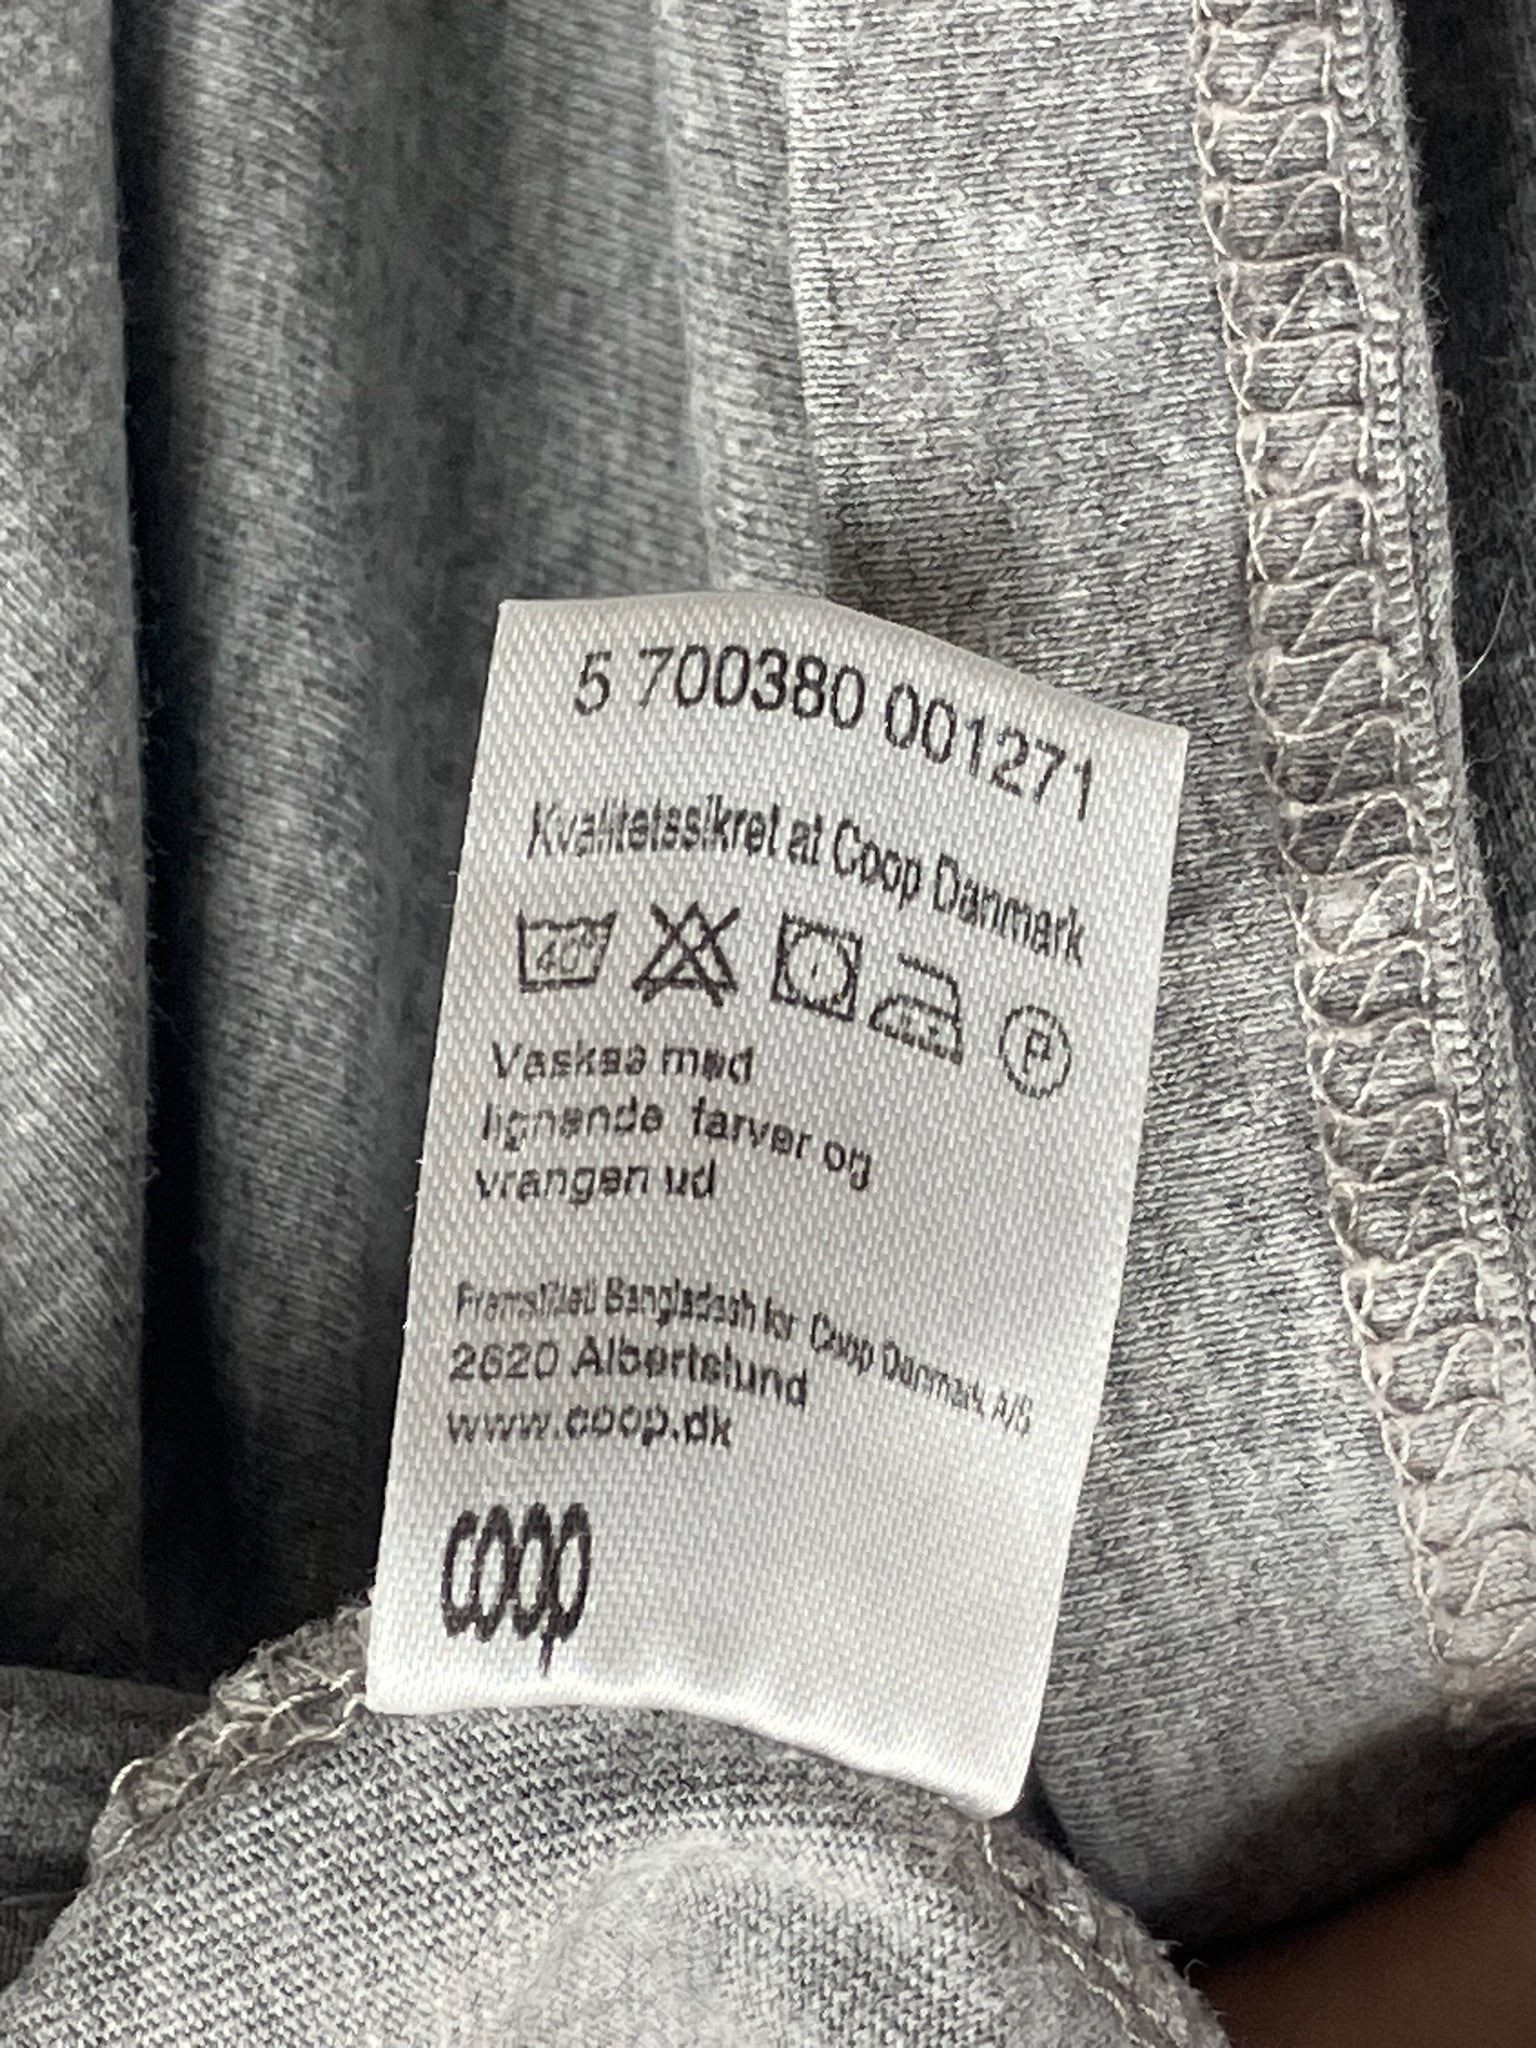 5 700380 001271
Kvalitetssikret af Coop Danmark
40°
P
Vaskes med
lignende farver og
vrangen ud
Fremstillet i Bangladesh for Coop Danmark A/S
2620 Albertslund
www.coop.dk
coop